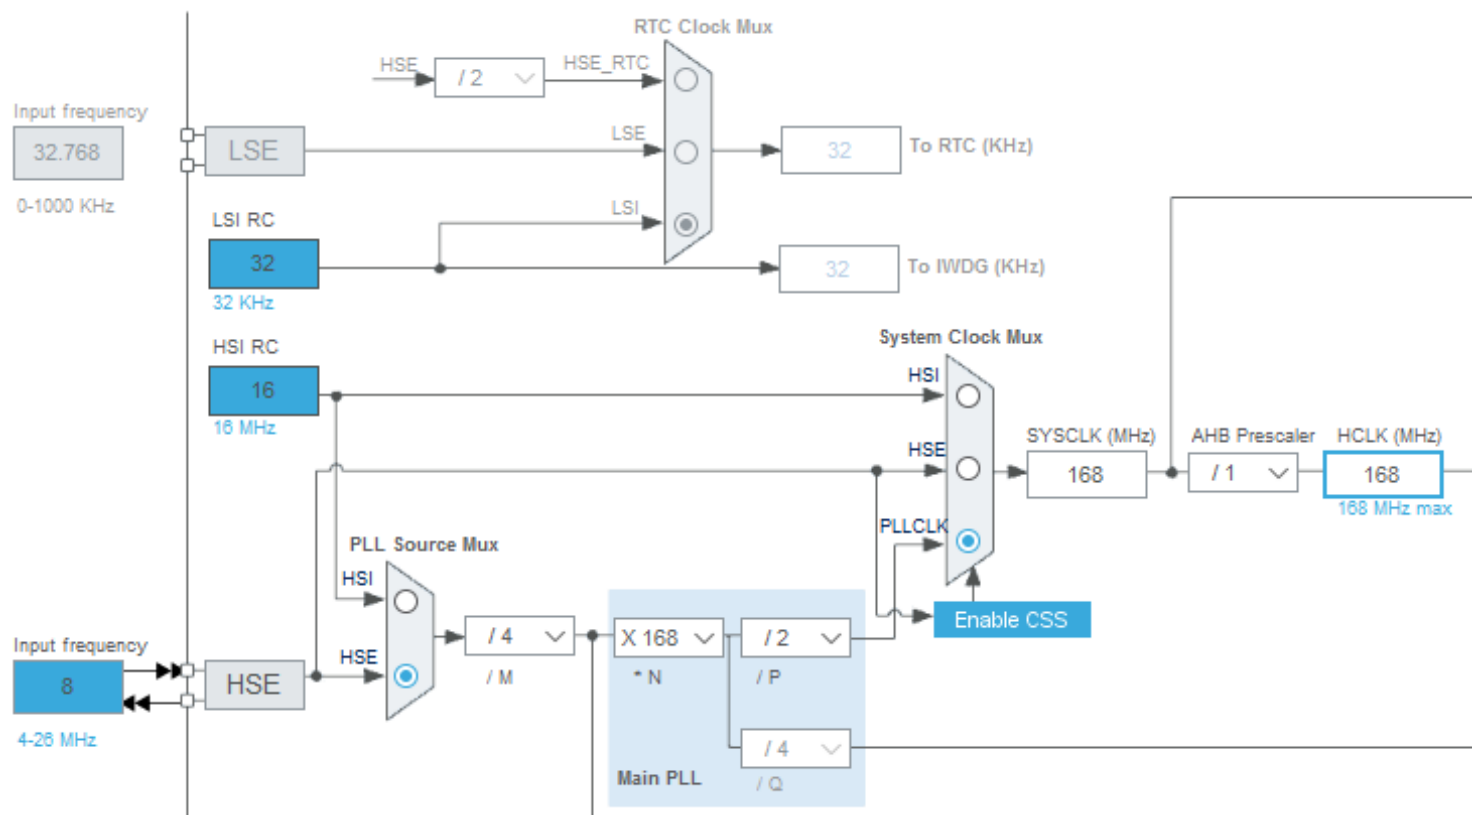 RTC Clock Mux
HSE
/ 2
HSE_RTC
Input frequency
32.768
LSE
LSE
32
To RTC (KHz)
0-1000 KHz
LSI RC
LSI
32
32
To IWDG (KHz)
32 KHz
HSI RC
System Clock Mux
16
HSI
16 MHz
SYSCLK (MHz)
AHB Prescaler
HCLK (MHz)
HSE
168
/ 1
168
168 MHz max
PLLCLK
PLL Source Mux
HSI
Enable CSS
Input frequency
/ 4
X 168
/ 2
HSE
8
HSE
/ M
* N
/ P
4-26 MHz
/ 4
Main PLL
/ Q